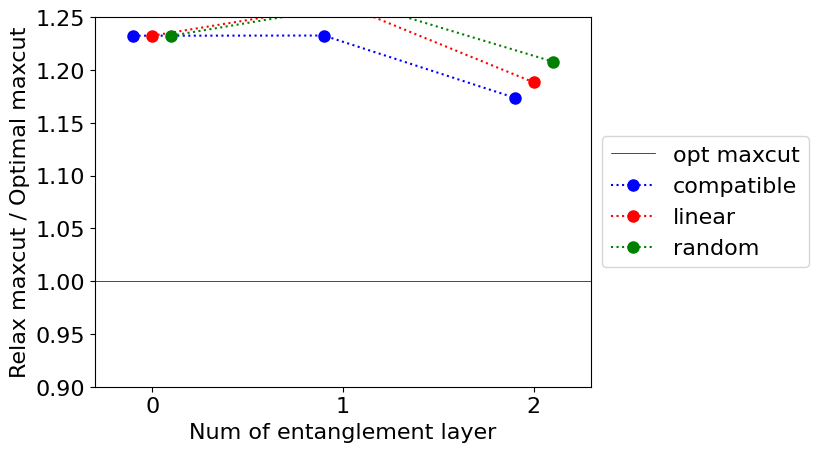 Relax maxcut / Optimal maxcut
1.25
1.20
1.15
1.10
1.05
1.00
0.95
0.90
0 1 2
Num of entanglement layer
opt maxcut
compatible
linear
random